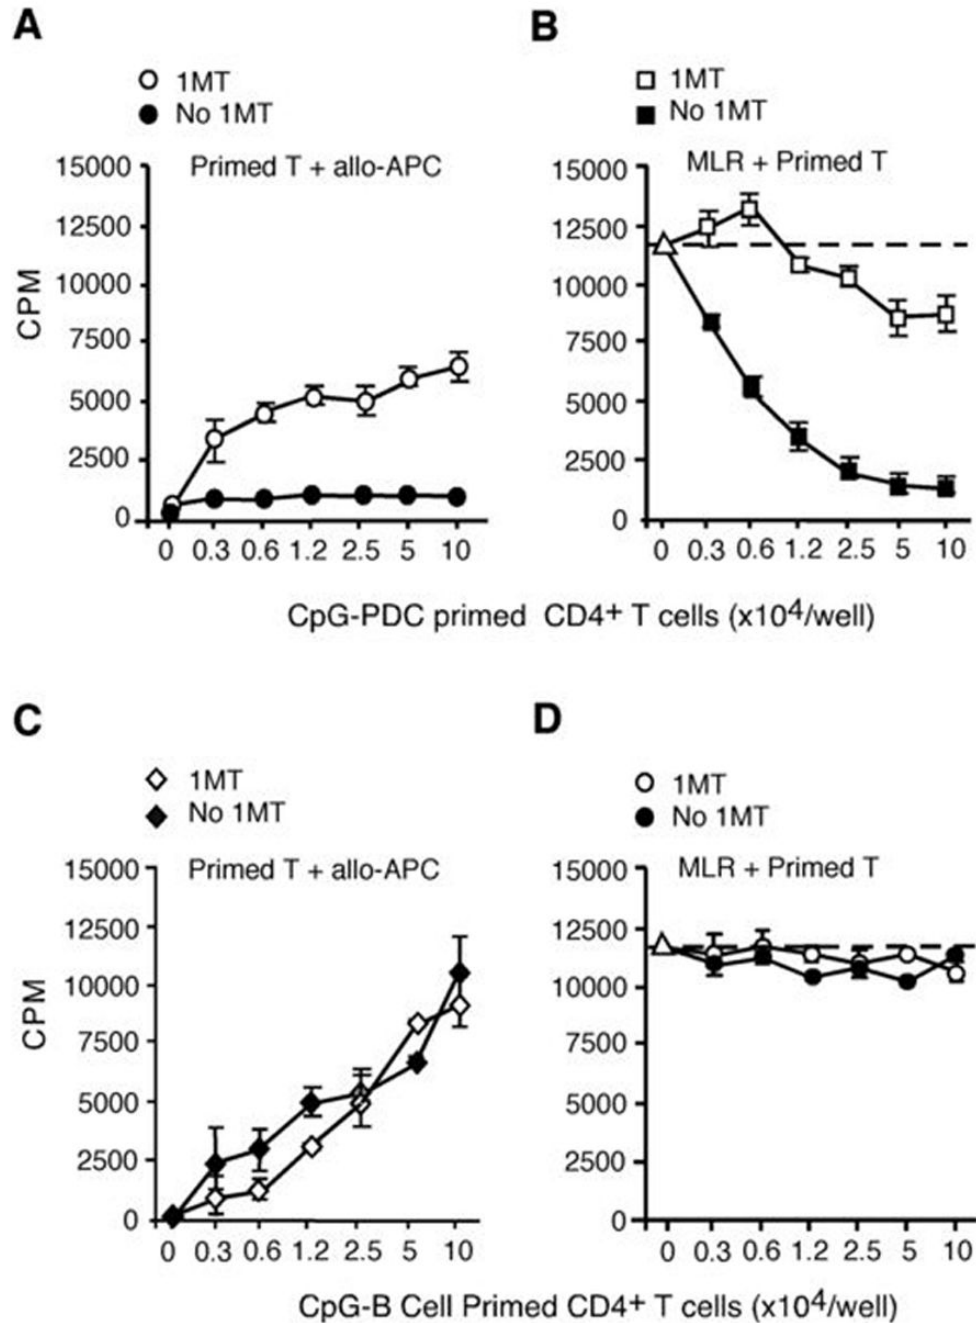 A
1MT
No 1MT
Primed T + allo-APC
15000
12500
10000
7500
5000
2500
0
CPM
0 0.3 0.6 1.2 2.5 5 10
B
1MT
No 1MT
MLR + Primed T
15000
12500
10000
7500
5000
2500
0
0 0.3 0.6 1.2 2.5 5 10
CpG-PDC primed CD4+ T cells (x10⁴/well)
C
1MT
No 1MT
Primed T + allo-APC
15000
12500
10000
7500
5000
2500
0
CPM
0 0.3 0.6 1.2 2.5 5 10
D
1MT
No 1MT
MLR + Primed T
15000
12500
10000
7500
5000
2500
0
0 0.3 0.6 1.2 2.5 5 10
CpG-B Cell Primed CD4+ T cells (x10⁴/well)